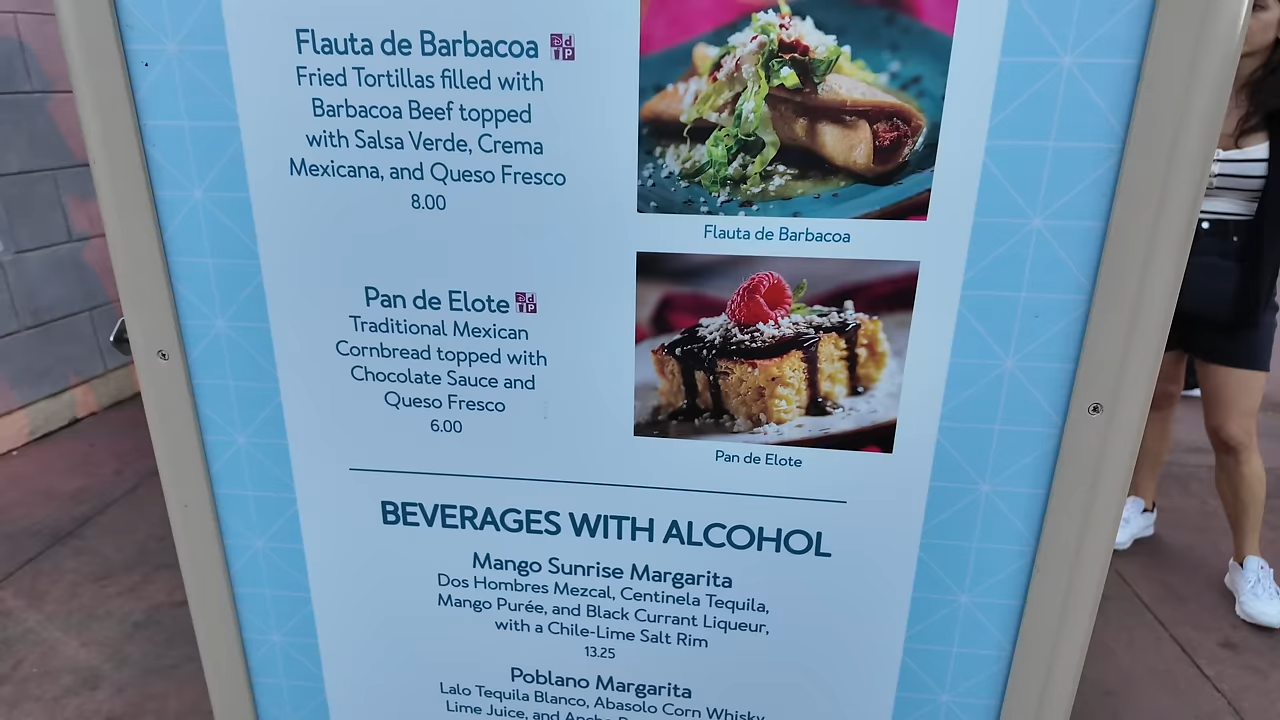 Flauta de Barbacoa
Fried Tortillas filled with
Barbacoa Beef topped
with Salsa Verde, Crema
Mexicana, and Queso Fresco
8.00
Flauta de Barbacoa
Pan de Elote
Traditional Mexican
Cornbread topped with
Chocolate Sauce and
Queso Fresco
6.00
Pan de Elote
BEVERAGES WITH ALCOHOL
Mango Sunrise Margarita
Dos Hombres Mezcal, Centinela Tequila,
Mango Purée, and Black Currant Liqueur,
with a Chile-Lime Salt Rim
13.25
Poblano Margarita
Lalo Tequila Blanco, Abasolo Corn Whisky,
Lime Juice, and